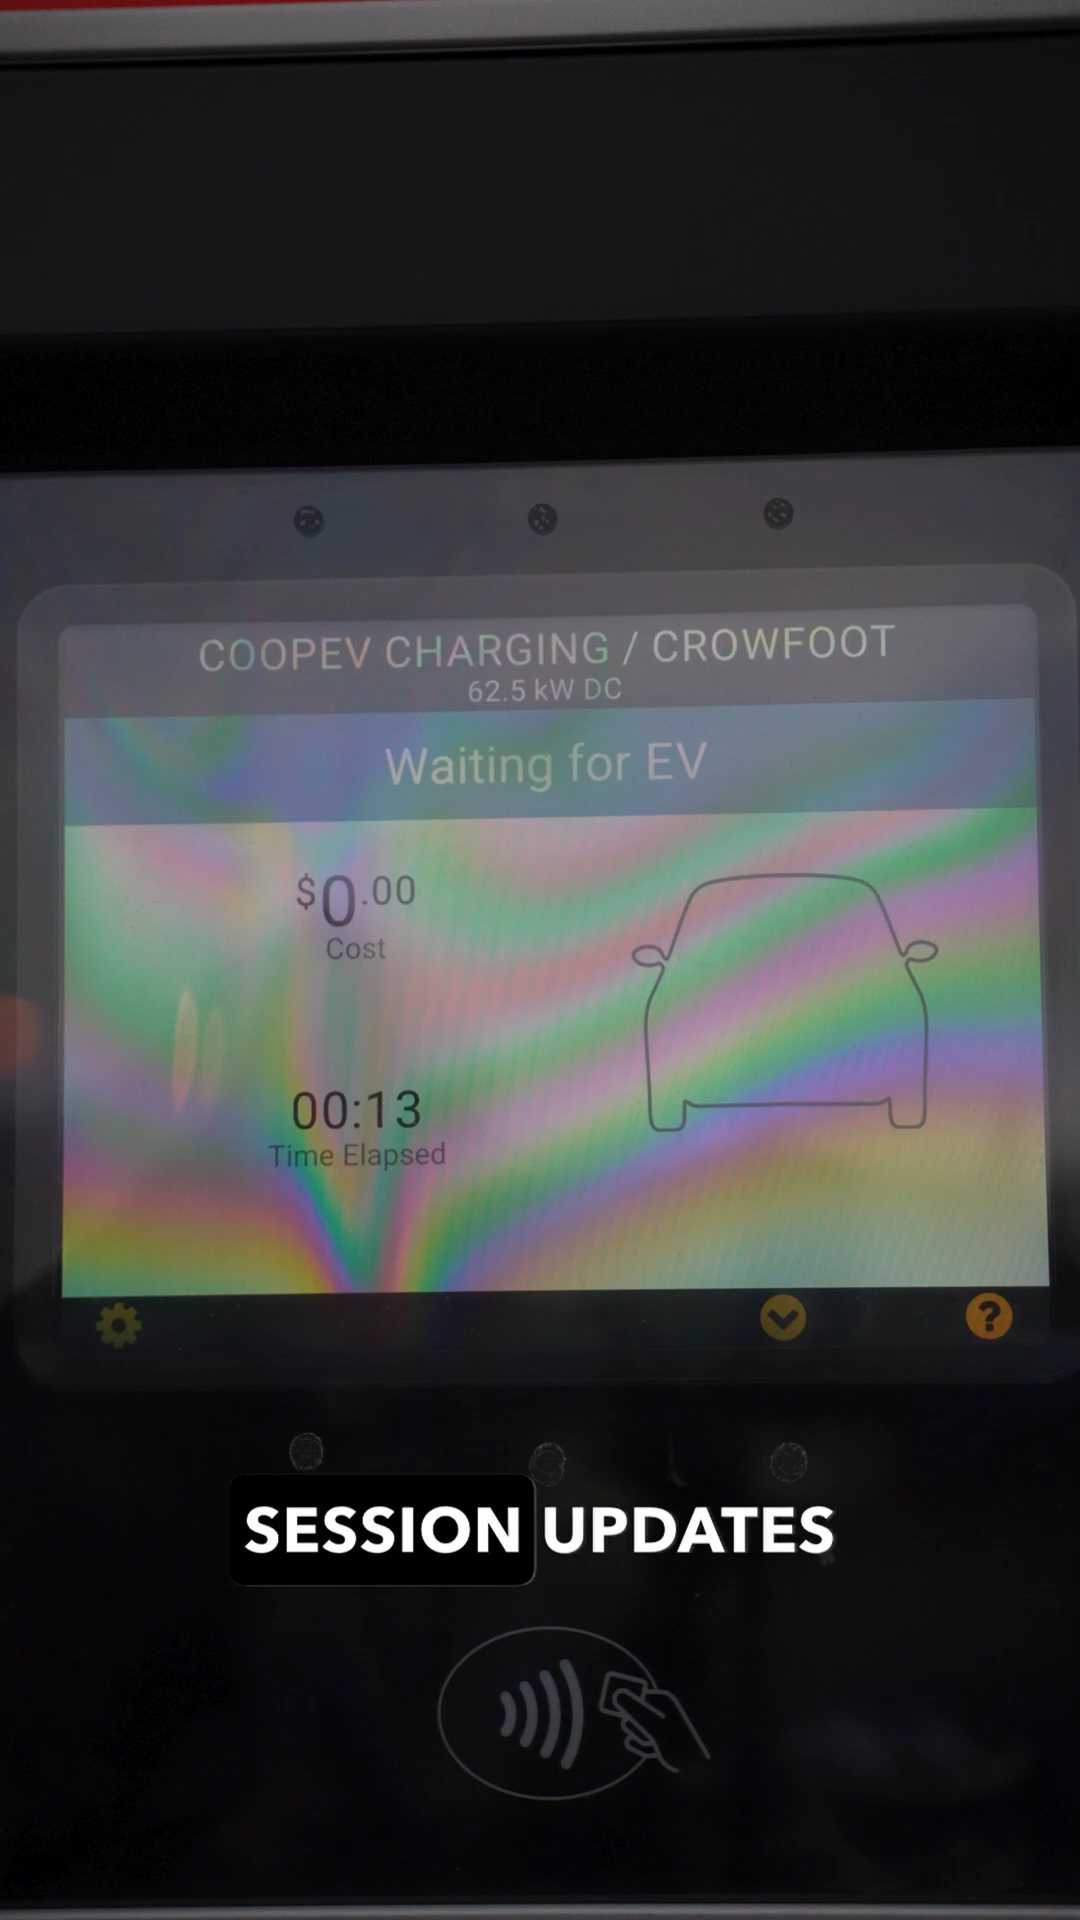 COOPEV CHARGING / CROWFOOT
62.5 kW DC
Waiting for EV
$0.00
Cost
00:13
Time Elapsed
?
SESSION UPDATES